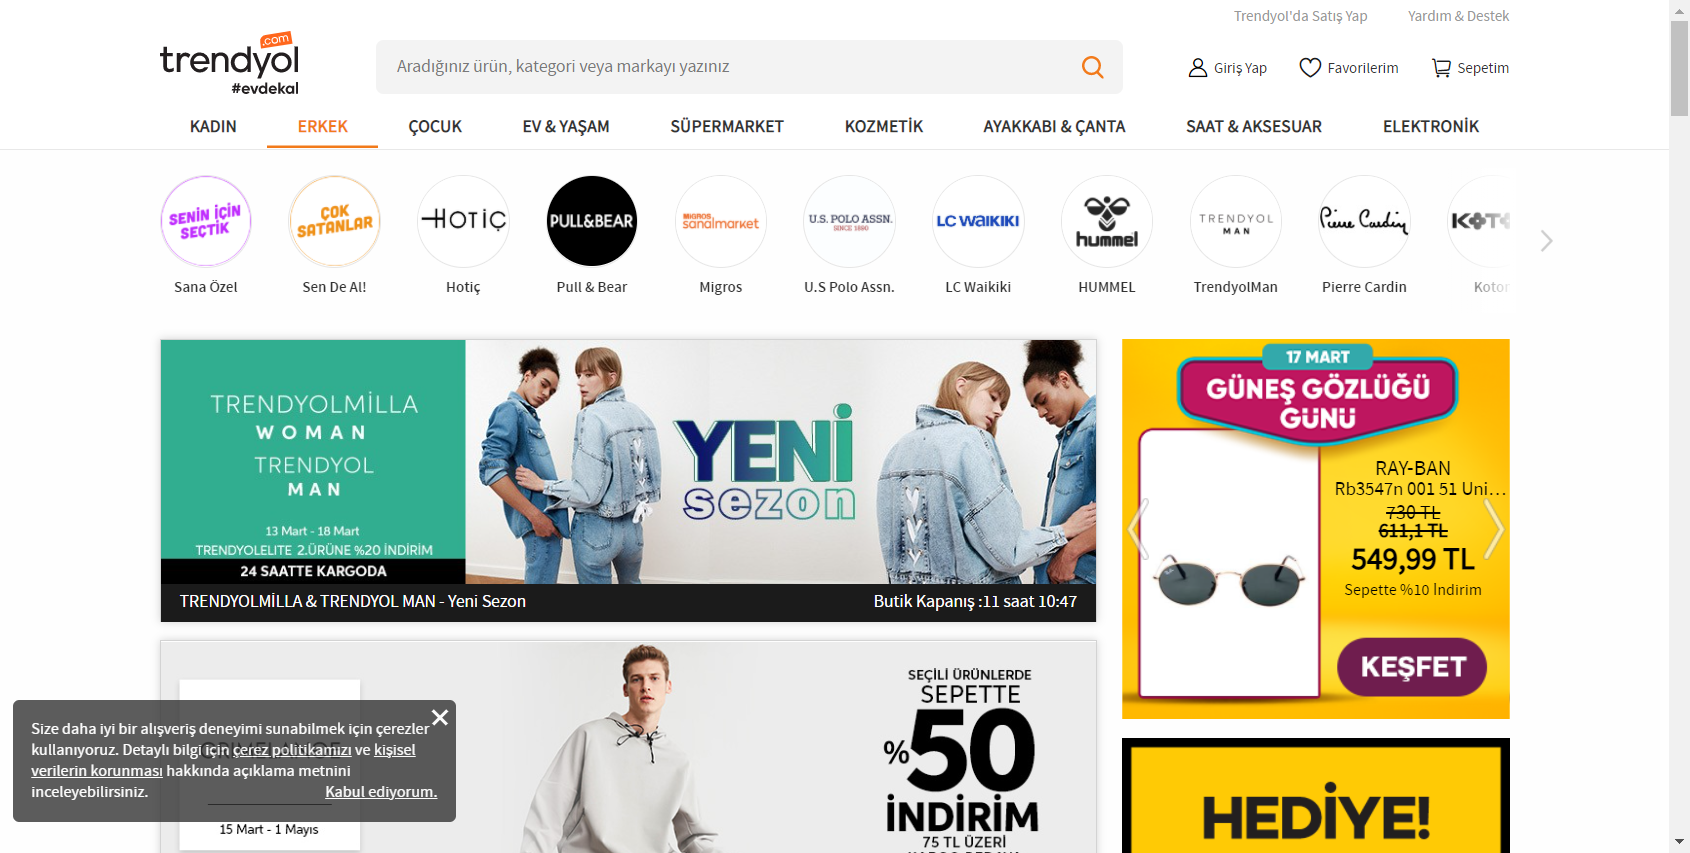 Trendyol'da Satış Yap
Yardım & Destek
.com
trendyol
#evdekal
Aradığınız ürün, kategori veya markayı yazınız
Giriş Yap
Favorilerim
Sepetim
KADIN
ERKEK
ÇOCUK
EV & YAŞAM
SÜPERMARKET
KOZMETİK
AYAKKABI & ÇANTA
SAAT & AKSESUAR
ELEKTRONİK
SENİN İÇİN
SEÇTİK
ÇOK
SATANLAR
HOTİÇ
PULL&BEAR
MİGROS
sanalmarket
U.S. POLO ASSN.
SINCE 1890
LC WAIKIKI
hummel
TRENDYOL
MAN
Pierre Cardin
Sana Özel
Sen De Al!
Hotiç
Pull & Bear
Migros
U.S Polo Assn.
LC Waikiki
HUMMEL
TrendyolMan
Pierre Cardin
Koton
TRENDYOLMİLLA
WOMAN
TRENDYOL
MAN
13 Mart - 18 Mart
TRENDYOLELITE 2.ÜRÜNE %20 İNDİRİM
24 SAATTE KARGODA
YENİ
sezon
TRENDYOLMİLLA & TRENDYOL MAN - Yeni Sezon
Butik Kapanış :11 saat 10:47
17 MART
GÜNEŞ GÖZLÜĞÜ
GÜNÜ
RAY-BAN
Rb3547n 001 51 Uni...
730 TL
611,1 TL
549,99 TL
Sepette %10 İndirim
KEŞFET
SEÇİLİ ÜRÜNLERDE
SEPETTE
%50
İNDİRİM
75 TL ÜZERİ
15 Mart - 1 Mayıs
Size daha iyi bir alışveriş deneyimi sunabilmek için çerezler
kullanıyoruz. Detaylı bilgi için çerez politikamızı ve kişisel
verilerin korunması hakkında açıklama metnini
inceleyebilirsiniz.
Kabul ediyorum.
HEDİYE!